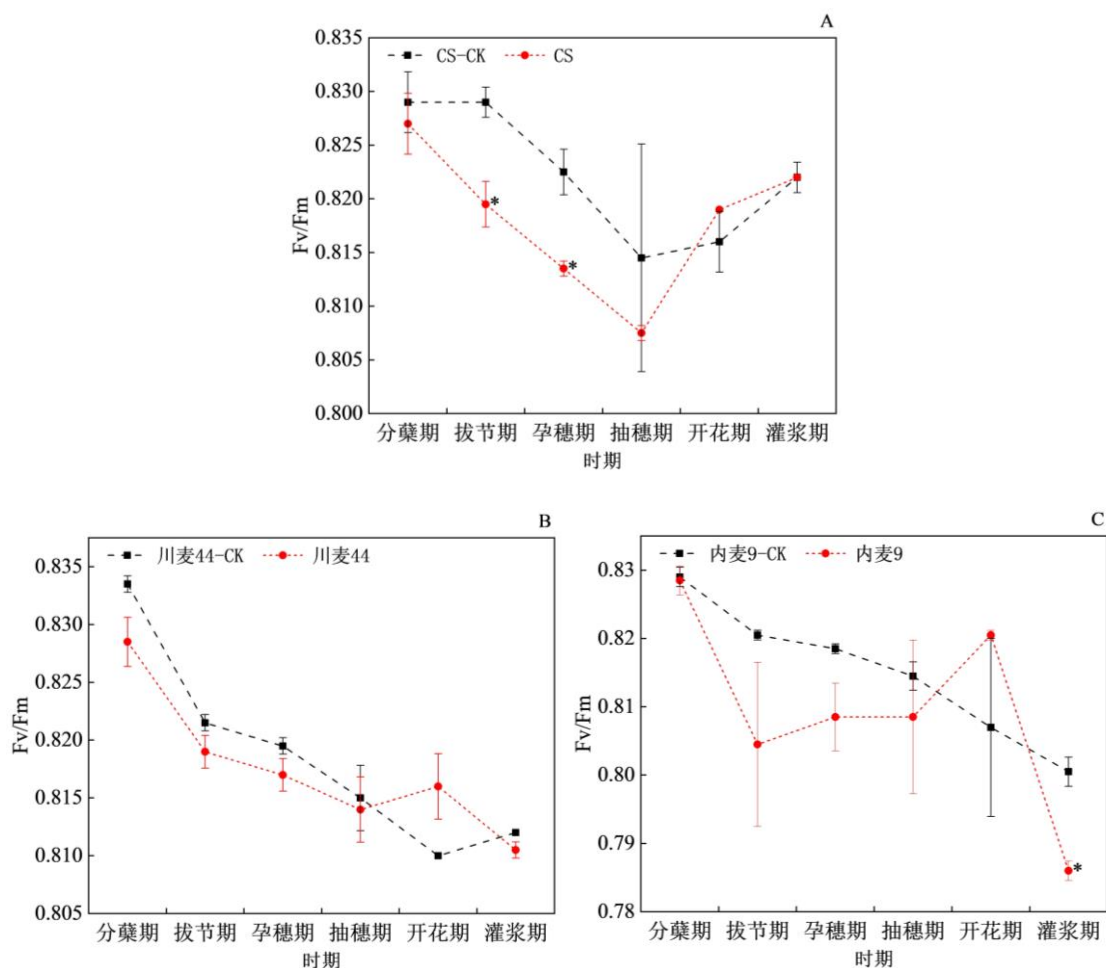 A
CS-CK CS
0.835
0.830
0.825
0.820
0.815
0.810
0.805
0.800
Fv/Fm
*
*
分蘖期 拔节期 孕穗期 抽穗期 开花期 灌浆期
时期
B
川麦44-CK 川麦44
0.835
0.830
0.825
0.820
0.815
0.810
0.805
Fv/Fm
分蘖期 拔节期 孕穗期 抽穗期 开花期 灌浆期
时期
C
内麦9-CK 内麦9
0.83
0.82
0.81
0.80
0.79
0.78
Fv/Fm
*
分蘖期 拔节期 孕穗期 抽穗期 开花期 灌浆期
时期